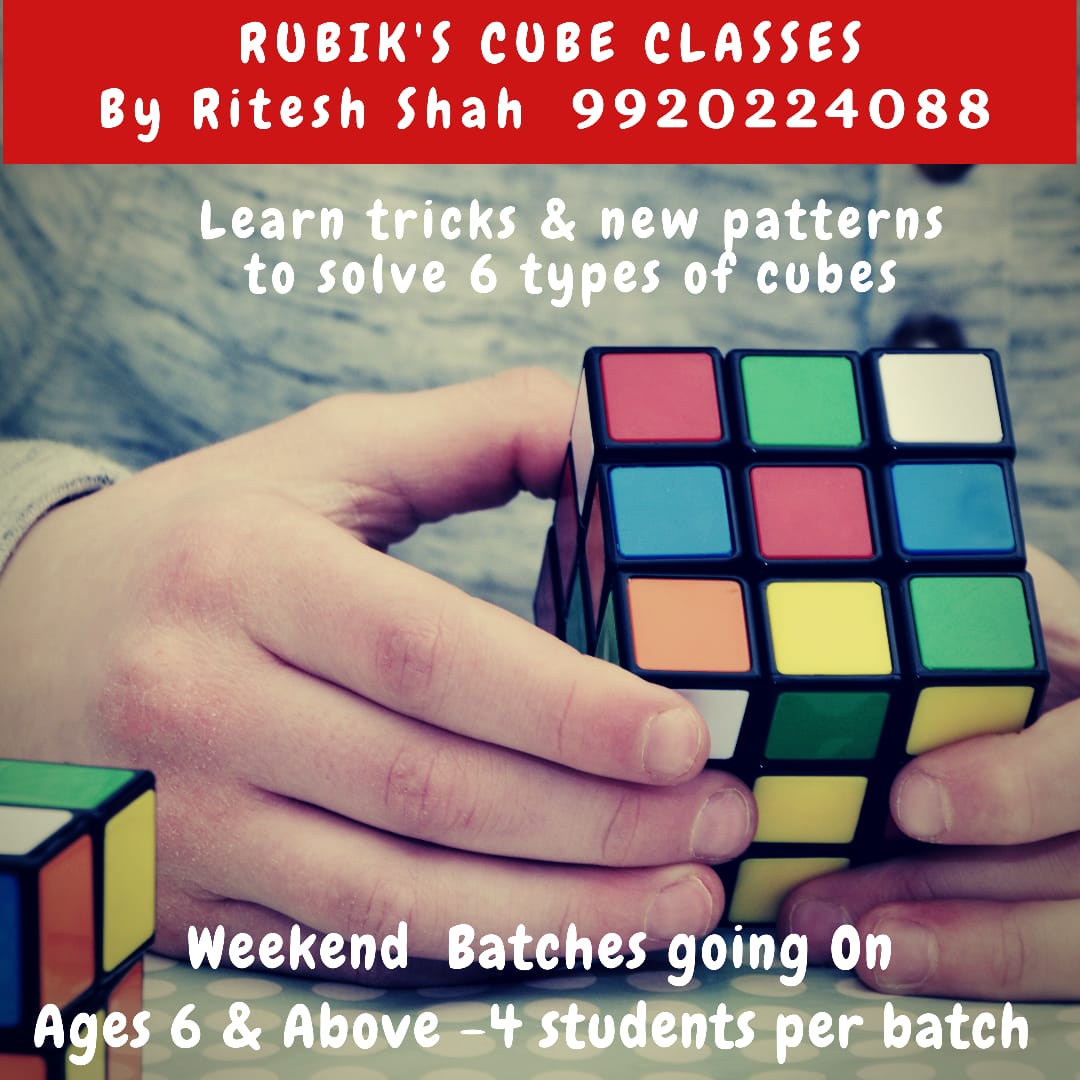 RUBIK'S CUBE CLASSES
By Ritesh Shah 9920224088
Learn tricks & new patterns
to solve 6 types of cubes
Weekend Batches going On
Ages 6 & Above -4 students per batch